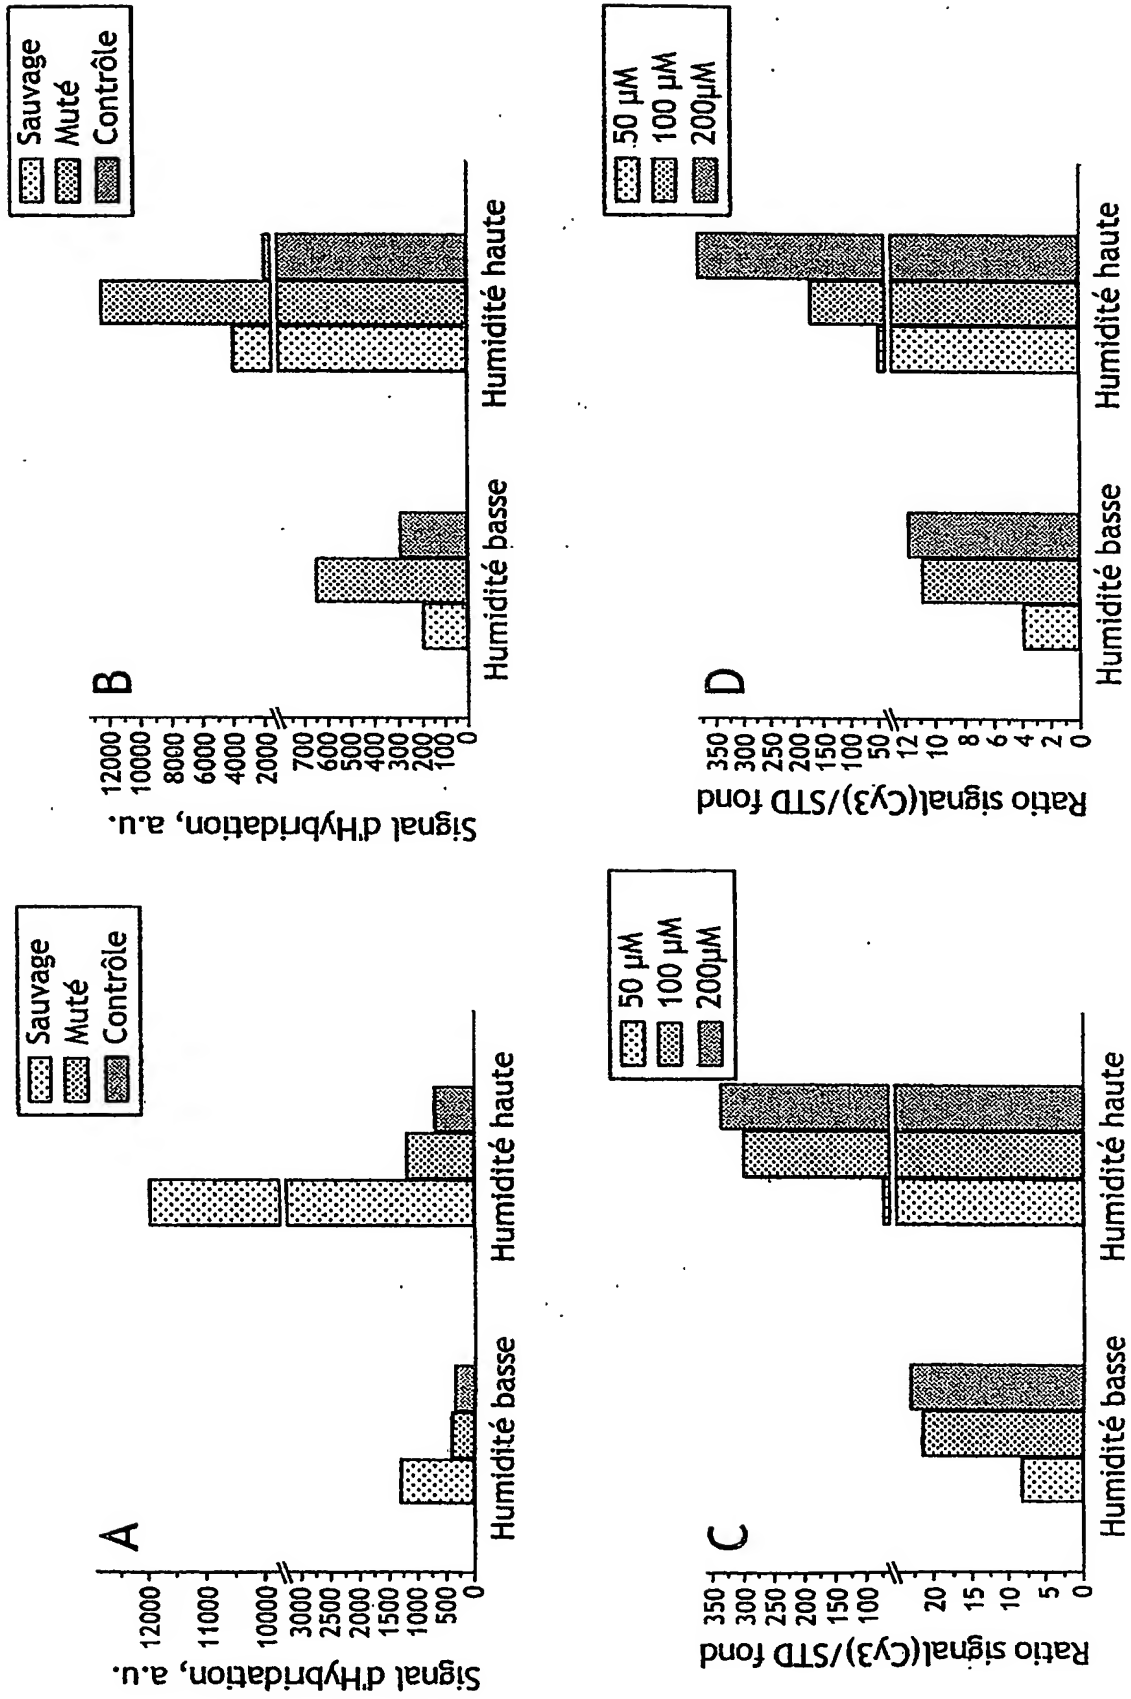 A
Signal d'Hybridation, a.u.
12000
11000
10000
3000
2500
2000
1500
1000
500
0
Humidité basse
Humidité haute
Sauvage
Muté
Contrôle
B
Signal d'Hybridation, a.u.
12000
10000
8000
6000
4000
2000
700
600
500
400
300
200
100
0
Humidité basse
Humidité haute
Sauvage
Muté
Contrôle
C
Ratio signal(Cy3)/STD fond
350
300
250
200
150
100
20
15
10
5
0
Humidité basse
Humidité haute
50 µM
100 µM
200µM
D
Ratio signal(Cy3)/STD fond
350
300
250
200
150
100
50
12
10
8
6
4
2
0
Humidité basse
Humidité haute
50 µM
100 µM
200µM